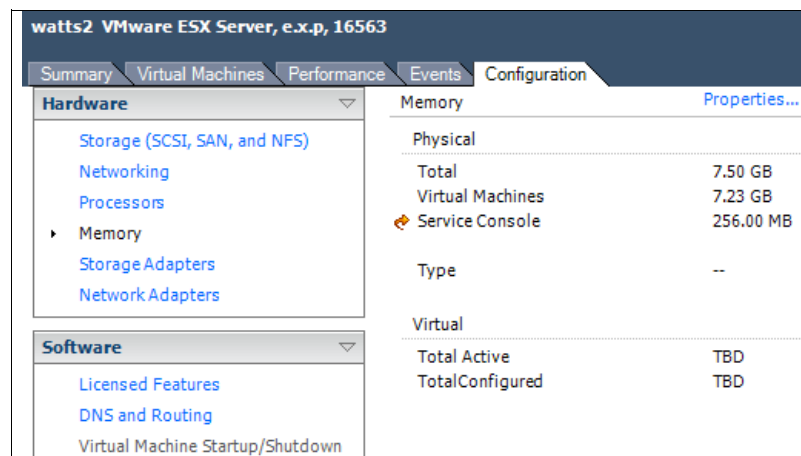 watts2 VMware ESX Server, e.x.p, 16563
Summary Virtual Machines Performance Events Configuration
Hardware
Storage (SCSI, SAN, and NFS)
Networking
Processors
Memory
Storage Adapters
Network Adapters
Software
Licensed Features
DNS and Routing
Virtual Machine Startup/Shutdown
Memory Properties...
Physical
Total 7.50 GB
Virtual Machines 7.23 GB
Service Console 256.00 MB
Type --
Virtual
Total Active TBD
TotalConfigured TBD